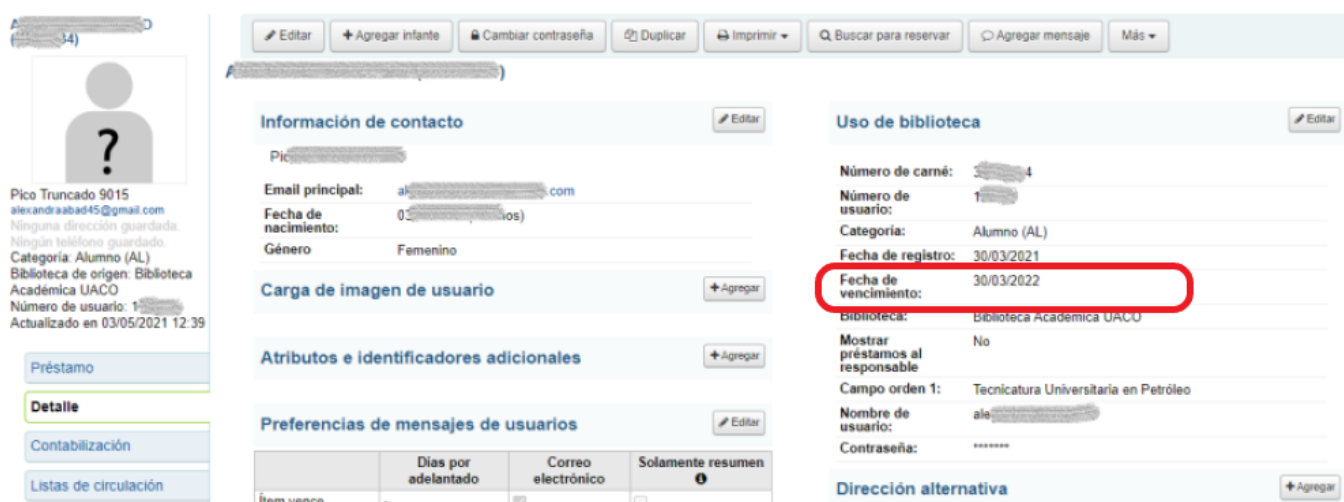 Editar
Agregar infante
Cambiar contraseña
Duplicar
Imprimir
Buscar para reservar
Agregar mensaje
Más
?
Pico Truncado 9015
alexandraabad45@gmail.com
Ninguna dirección guardada.
Ningún teléfono guardado.
Categoría: Alumno (AL)
Biblioteca de origen: Biblioteca
Académica UACO
Número de usuario:
Actualizado en 03/05/2021 12:39
Préstamo
Detalle
Contabilización
Listas de circulación
Información de contacto
Editar
Email principal: .com
Fecha de
nacimiento:
Género Femenino
Carga de imagen de usuario
Agregar
Atributos e identificadores adicionales
Agregar
Preferencias de mensajes de usuarios
Editar
Días por
adelantado
Correo
electrónico
Solamente resumen
Ítem vence
Uso de biblioteca
Editar
Número de carné:
Número de
usuario:
Categoría: Alumno (AL)
Fecha de registro: 30/03/2021
Fecha de
vencimiento: 30/03/2022
Biblioteca: Biblioteca Académica UACO
Mostrar
préstamos al
responsable No
Campo orden 1: Tecnicatura Universitaria en Petróleo
Nombre de
usuario:
Contraseña: *******
Dirección alternativa
Agregar